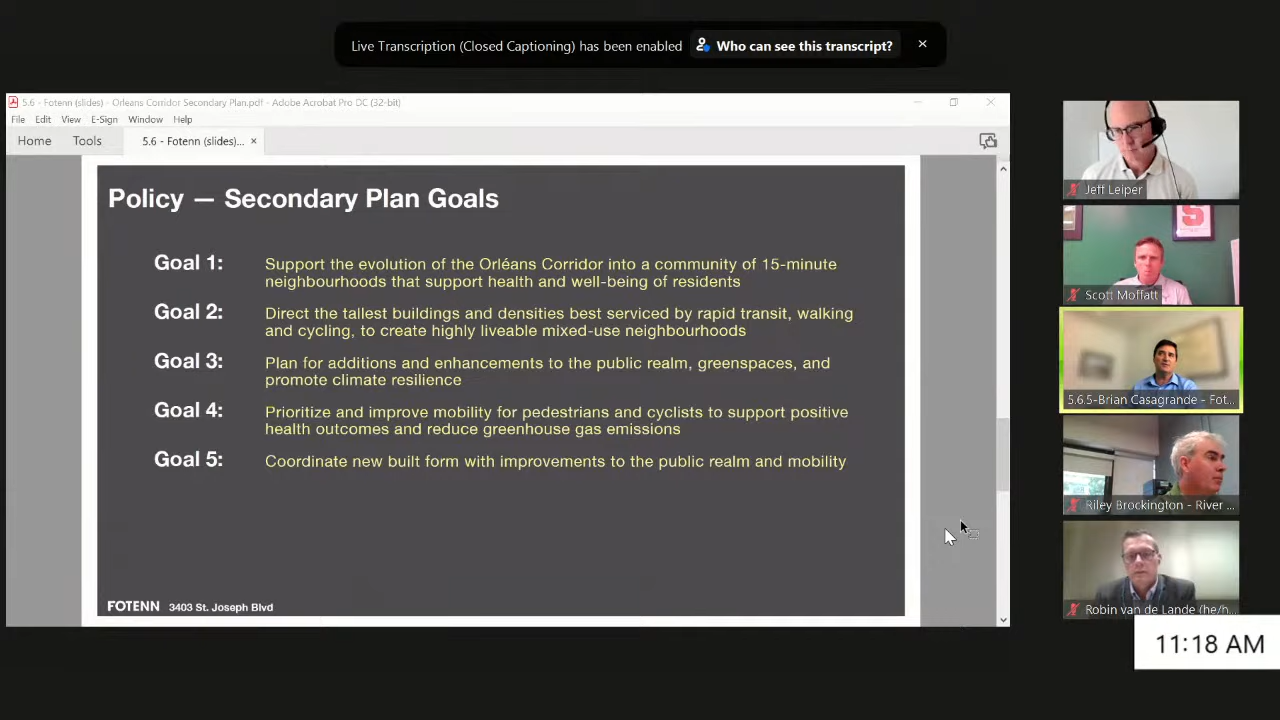 Live Transcription (Closed Captioning) has been enabled Who can see this transcript?
5.6 - Fotenn (slides) - Orleans Corridor Secondary Plan.pdf - Adobe Acrobat Pro DC (32-bit)
File Edit View E-Sign Window Help
Home Tools 5.6 - Fotenn (slides)...
Policy — Secondary Plan Goals
Goal 1: Support the evolution of the Orléans Corridor into a community of 15-minute
neighbourhoods that support health and well-being of residents
Goal 2: Direct the tallest buildings and densities best serviced by rapid transit, walking
and cycling, to create highly liveable mixed-use neighbourhoods
Goal 3: Plan for additions and enhancements to the public realm, greenspaces, and
promote climate resilience
Goal 4: Prioritize and improve mobility for pedestrians and cyclists to support positive
health outcomes and reduce greenhouse gas emissions
Goal 5: Coordinate new built form with improvements to the public realm and mobility
FOTENN 3403 St. Joseph Blvd
Jeff Leiper
Scott Moffatt
5.6.5-Brian Casagrande - Fot...
Riley Brockington - River ...
Robin van de Lande (he/h...
11:18 AM